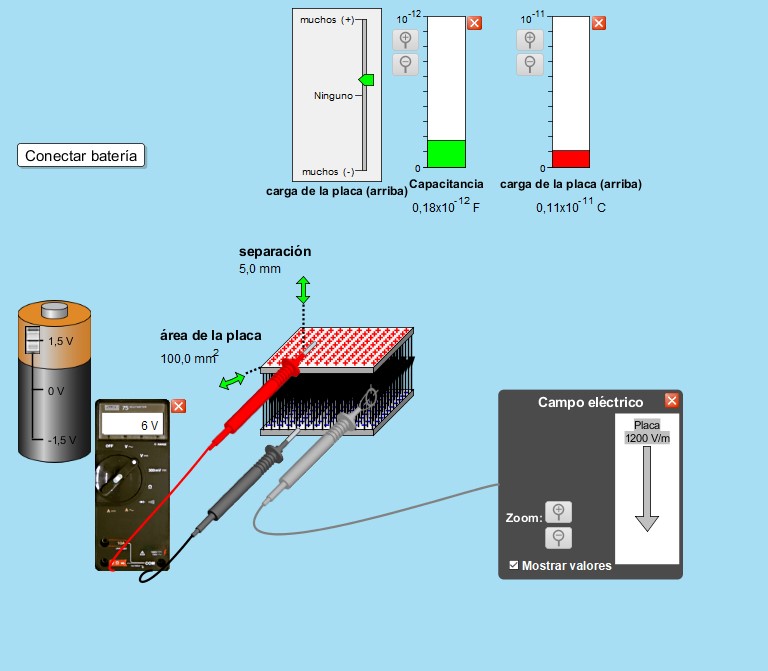 muchos (+)
Ninguno
muchos (-)
carga de la placa (arriba)
10⁻¹²
0
Capacitancia
0,18x10⁻¹² F
10⁻¹¹
0
carga de la placa (arriba)
0,11x10⁻¹¹ C
Conectar batería
separación
5,0 mm
área de la placa
100,0 mm²
1,5 V
0 V
-1,5 V
6 V
OFF
COM
Campo eléctrico
Placa
1200 V/m
Zoom:
Mostrar valores